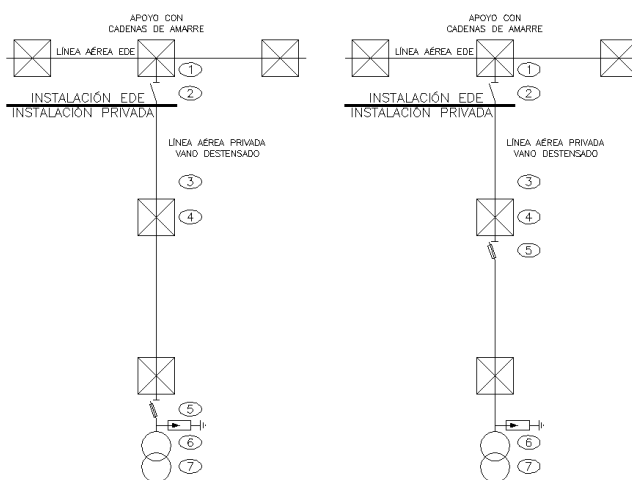 APOYO CON
CADENAS DE AMARRE
LÍNEA AÉREA EDE
1
2
INSTALACIÓN EDE
INSTALACIÓN PRIVADA
LÍNEA AÉREA PRIVADA
VANO DESTENSADO
3
4
5
6
7
APOYO CON
CADENAS DE AMARRE
LÍNEA AÉREA EDE
1
2
INSTALACIÓN EDE
INSTALACIÓN PRIVADA
LÍNEA AÉREA PRIVADA
VANO DESTENSADO
3
4
5
6
7